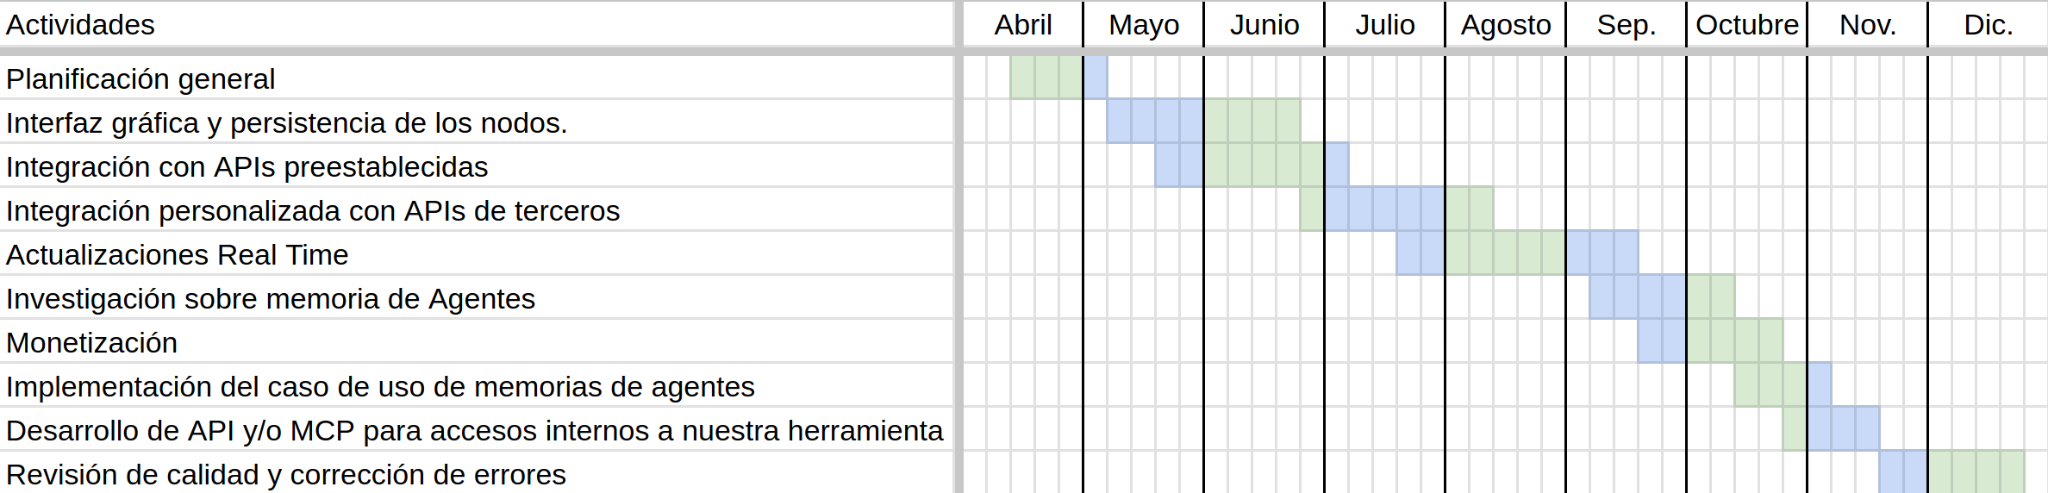 Actividades Abril Mayo Junio Julio Agosto Sep. Octubre Nov. Dic.
Planificación general
Interfaz gráfica y persistencia de los nodos.
Integración con APIs preestablecidas
Integración personalizada con APIs de terceros
Actualizaciones Real Time
Investigación sobre memoria de Agentes
Monetización
Implementación del caso de uso de memorias de agentes
Desarrollo de API y/o MCP para accesos internos a nuestra herramienta
Revisión de calidad y corrección de errores